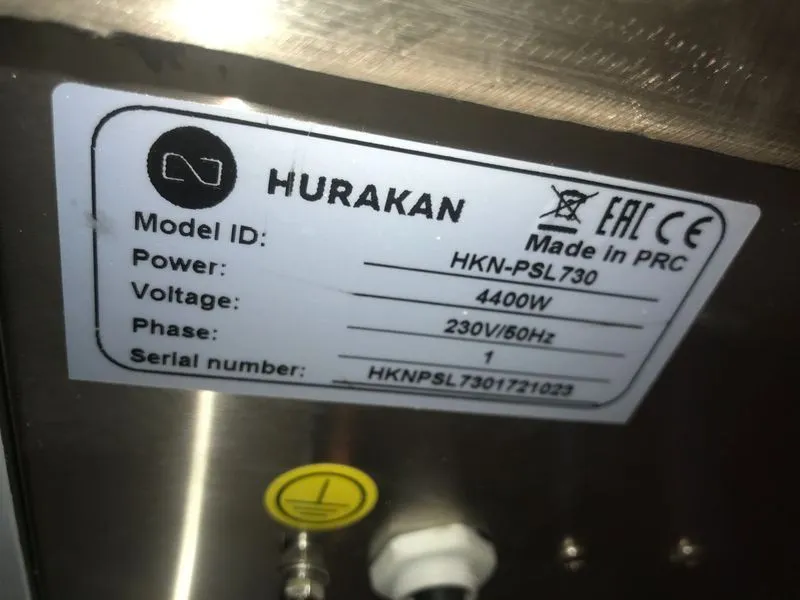 HURAKAN
EAC CE
Made in PRC
Model ID: HKN-PSL730
Power: 4400W
Voltage: 230V/50Hz
Phase: 1
Serial number: HKNPSL7301721023